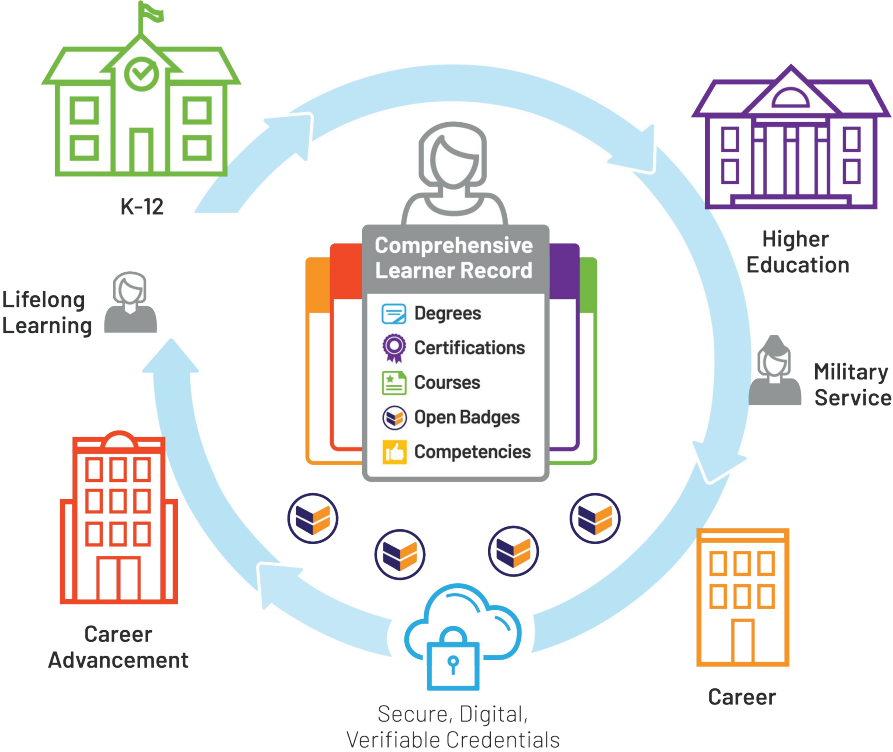 K-12
Higher
Education
Comprehensive
Learner Record
Degrees
Certifications
Courses
Open Badges
Competencies
Lifelong
Learning
Military
Service
Career
Advancement
Career
Secure, Digital,
Verifiable Credentials